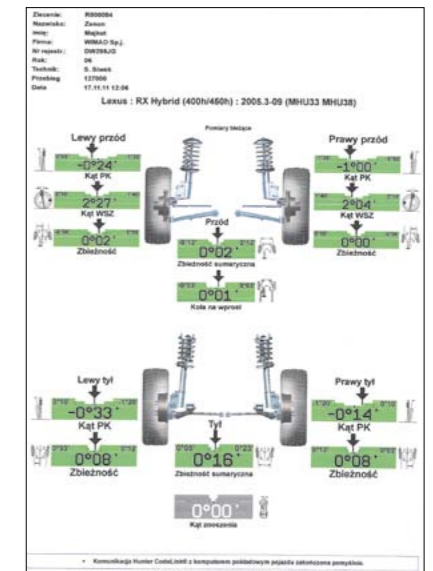 Zlecenie: R000084
Nazwisko: Zenon
Imię: Majkut
Firma: WIMAD Sp.j.
Nr rejestr.:
Rok: 06
Technik: S. Siwek
Przebieg 127000
Data 17.11.11 12:06
Lexus : RX Hybrid (400h/450h) : 2005.3-09 (MHU33 MHU38)
Pomiary bieżące
Lewy przód
Prawy przód
-0°24'
-1°00'
Kąt PK
Kąt PK
2°27'
2°04'
Kąt WSZ
Kąt WSZ
Przód
0°02'
0°02'
0°00'
Zbieżność
Zbieżność sumaryczna
Zbieżność
0°01'
Koła na wprost
Lewy tył
Prawy tył
-0°33'
-0°14'
Kąt PK
Kąt PK
Tył
0°08'
0°16'
0°08'
Zbieżność
Zbieżność sumaryczna
Zbieżność
0°00'
Kąt znoszenia
• Komunikacja Hunter CodeLink® z komputerem pokładowym pojazdu zakończona pomyślnie.